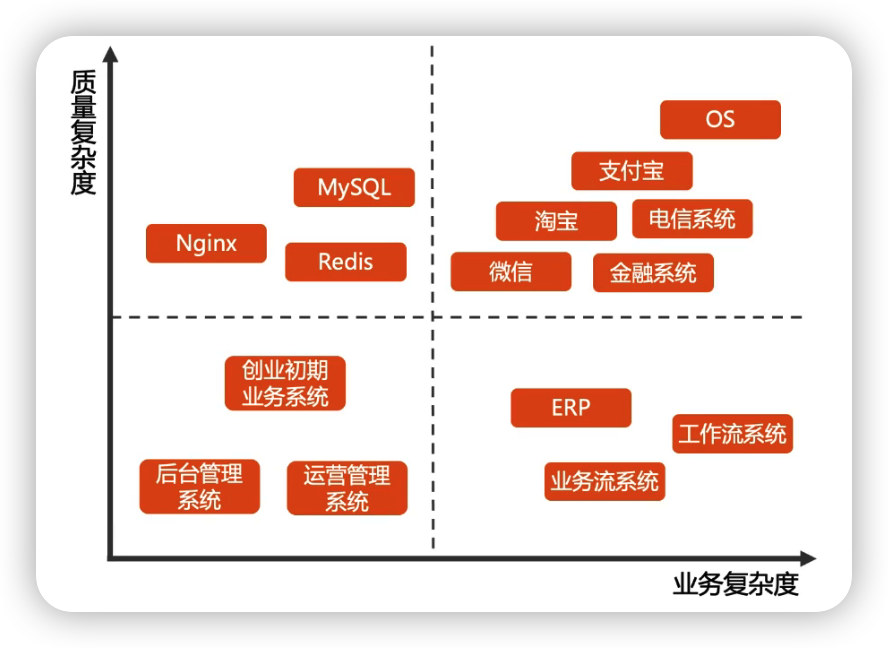 质量复杂度
OS
支付宝
MySQL
淘宝
电信系统
Nginx
Redis
微信
金融系统
创业初期
业务系统
ERP
工作流系统
后台管理
系统
运营管理
系统
业务流系统
业务复杂度